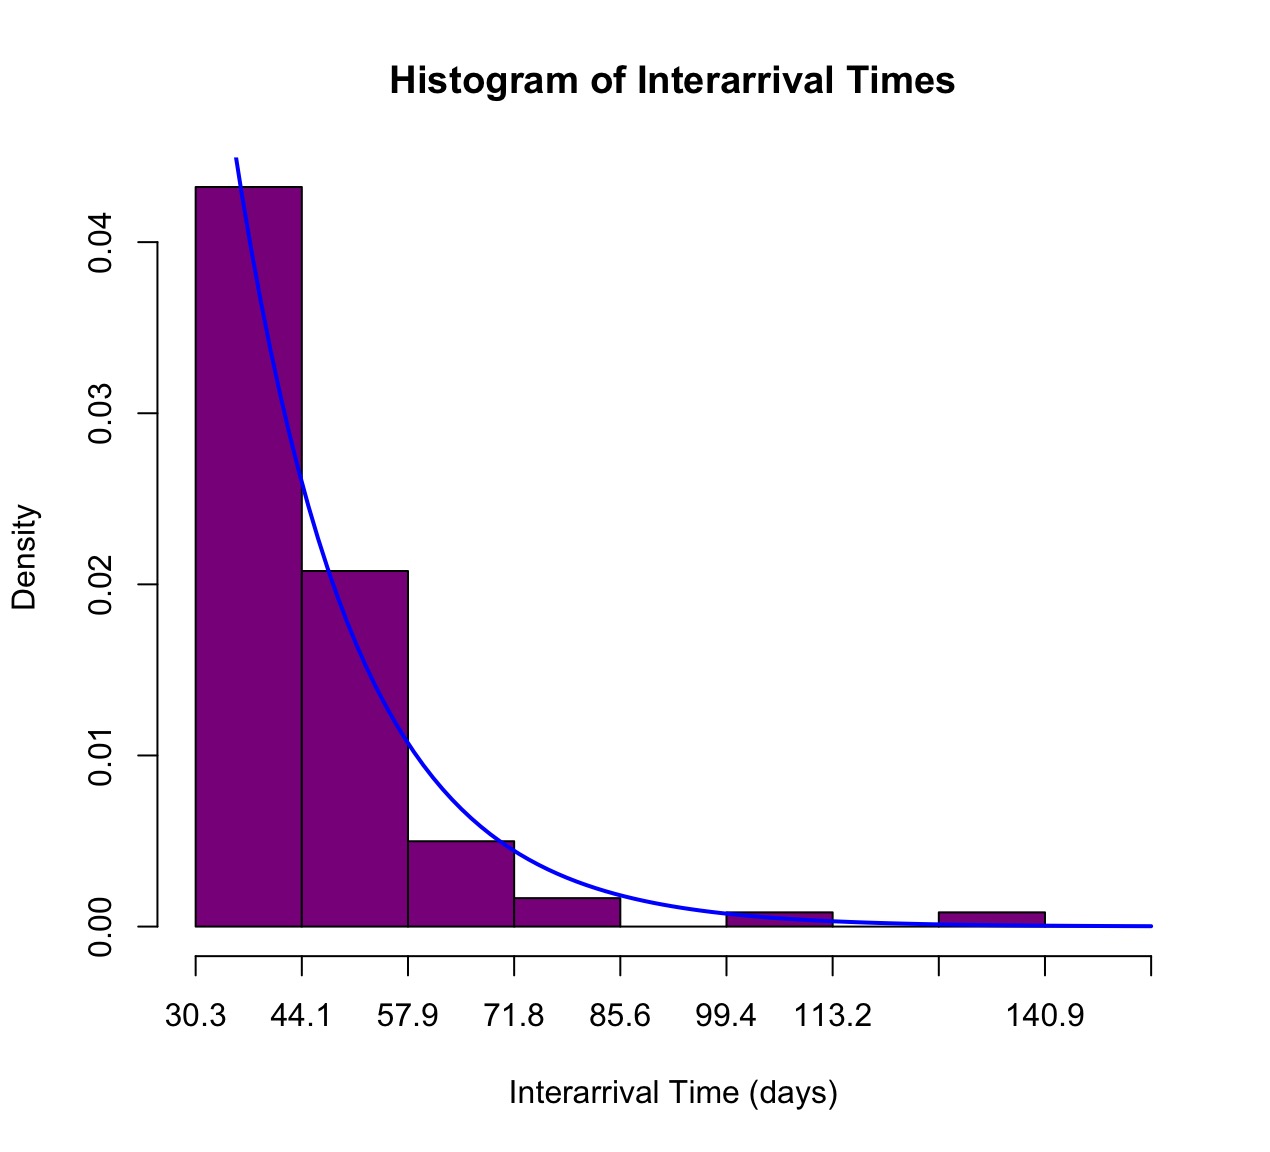 Histogram of Interarrival Times
Density
0.04
0.03
0.02
0.01
0.00
30.3 44.1 57.9 71.8 85.6 99.4 113.2 140.9
Interarrival Time (days)